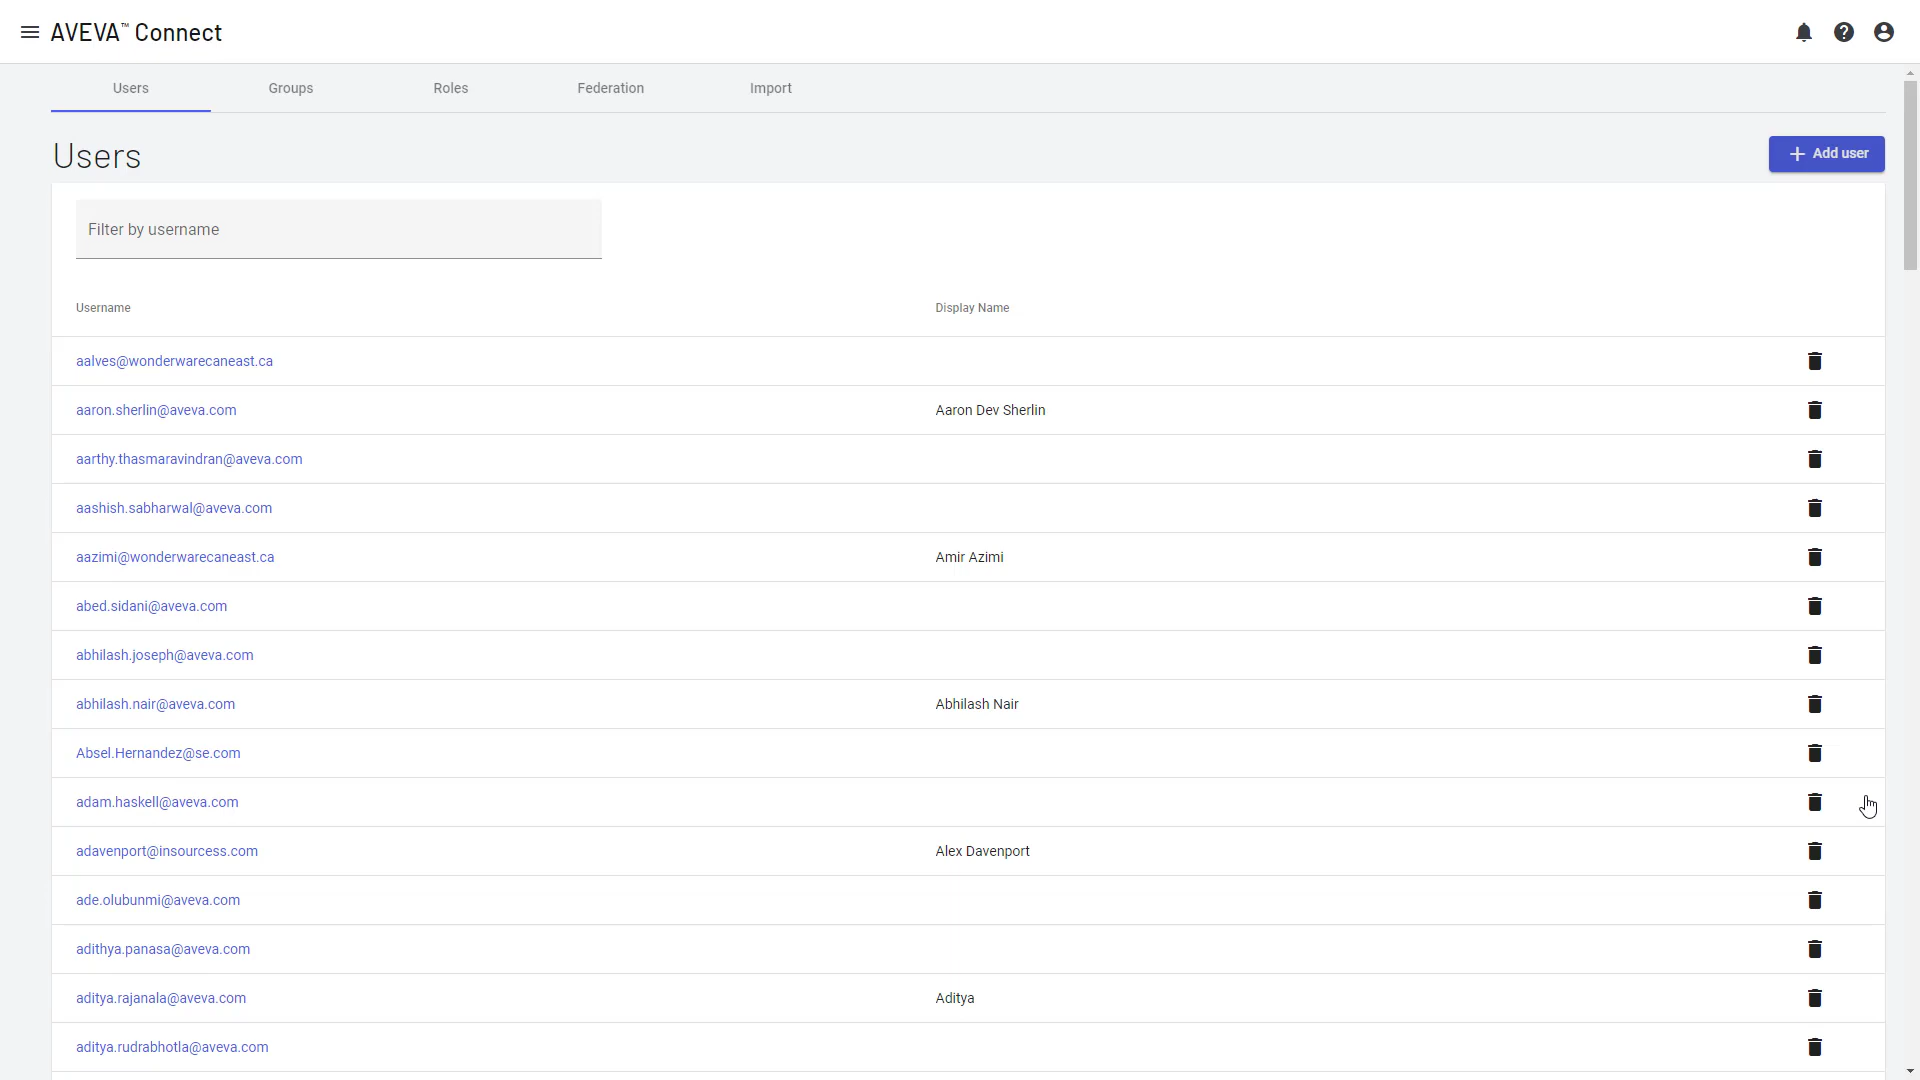 AVEVA™ Connect
Users
Groups
Roles
Federation
Import
Users
Add user
Filter by username
Username
Display Name
aalves@wonderwarecaneast.ca
aaron.sherlin@aveva.com
Aaron Dev Sherlin
aarthy.thasmaravindran@aveva.com
aashish.sabharwal@aveva.com
aazimi@wonderwarecaneast.ca
Amir Azimi
abed.sidani@aveva.com
abhilash.joseph@aveva.com
abhilash.nair@aveva.com
Abhilash Nair
Absel.Hernandez@se.com
adam.haskell@aveva.com
adavenport@insourcess.com
Alex Davenport
ade.olubunmi@aveva.com
adithya.panasa@aveva.com
aditya.rajanala@aveva.com
Aditya
aditya.rudrabhotla@aveva.com